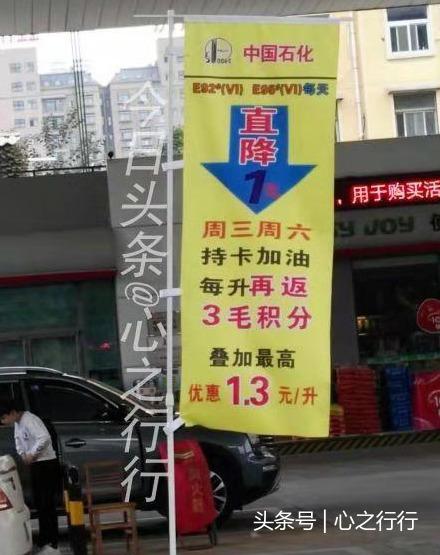 中国石化
E92#(VI) E95#(VI)每天
直降
1元
周三周六
持卡加油
每升再返
3毛积分
叠加最高
优惠1.3元/升
，用于购买活
SY JOY
今日头条@心之行行
头条号 | 心之行行